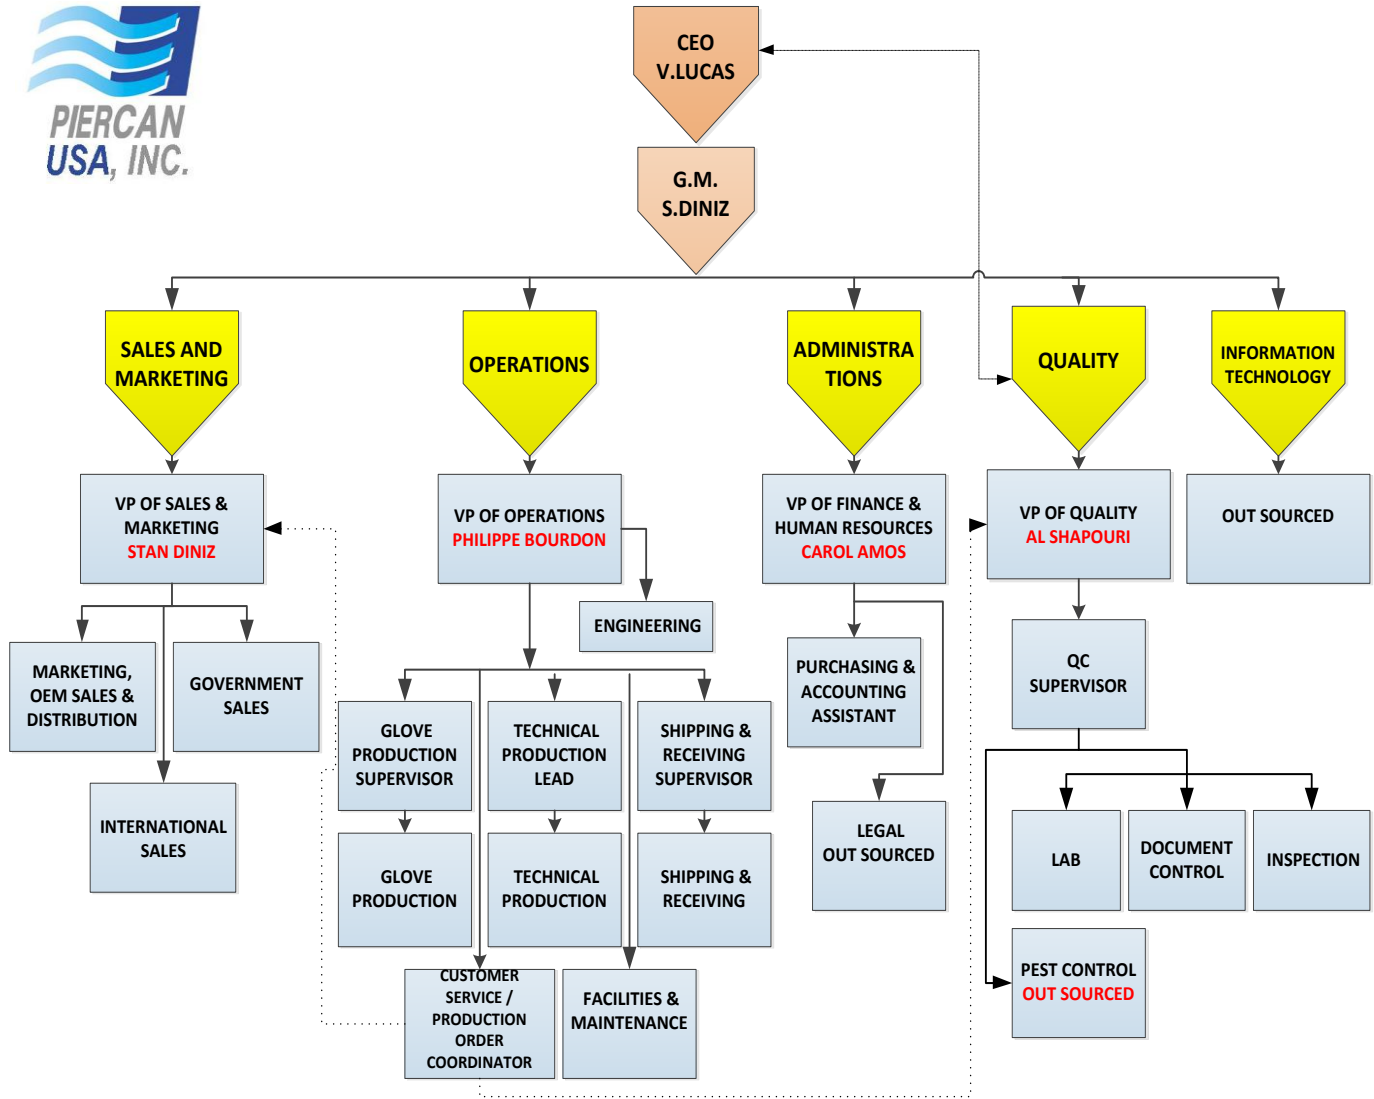 PIERCAN
USA, INC.
CEO
V.LUCAS
G.M.
S.DINIZ
SALES AND
MARKETING
OPERATIONS
ADMINISTRA
TIONS
QUALITY
INFORMATION
TECHNOLOGY
VP OF SALES &
MARKETING
STAN DINIZ
VP OF OPERATIONS
PHILIPPE BOURDON
VP OF FINANCE &
HUMAN RESOURCES
CAROL AMOS
VP OF QUALITY
AL SHAPOURI
OUT SOURCED
ENGINEERING
MARKETING,
OEM SALES &
DISTRIBUTION
GOVERNMENT
SALES
PURCHASING &
ACCOUNTING
ASSISTANT
QC
SUPERVISOR
GLOVE
PRODUCTION
SUPERVISOR
TECHNICAL
PRODUCTION
LEAD
SHIPPING &
RECEIVING
SUPERVISOR
INTERNATIONAL
SALES
LEGAL
OUT SOURCED
GLOVE
PRODUCTION
TECHNICAL
PRODUCTION
SHIPPING &
RECEIVING
LAB
DOCUMENT
CONTROL
INSPECTION
PEST CONTROL
OUT SOURCED
CUSTOMER
SERVICE /
PRODUCTION
ORDER
COORDINATOR
FACILITIES &
MAINTENANCE